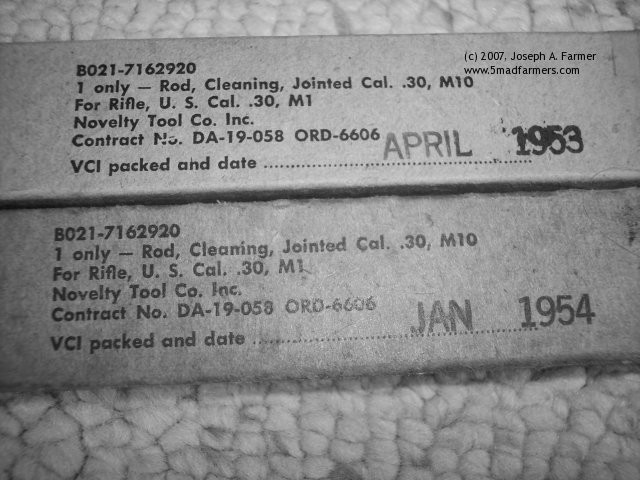 (c) 2007, Joseph A. Farmer
www.5madfarmers.com
B021-7162920
1 only — Rod, Cleaning, Jointed Cal. .30, M10
For Rifle, U. S. Cal. .30, M1
Novelty Tool Co. Inc.
Contract No. DA-19-058 ORD-6606
VCI packed and date ........................ APRIL 1953
B021-7162920
1 only — Rod, Cleaning, Jointed Cal. .30, M10
For Rifle, U. S. Cal. .30, M1
Novelty Tool Co. Inc.
Contract No. DA-19-058 ORD-6606
VCI packed and date ........................ JAN 1954